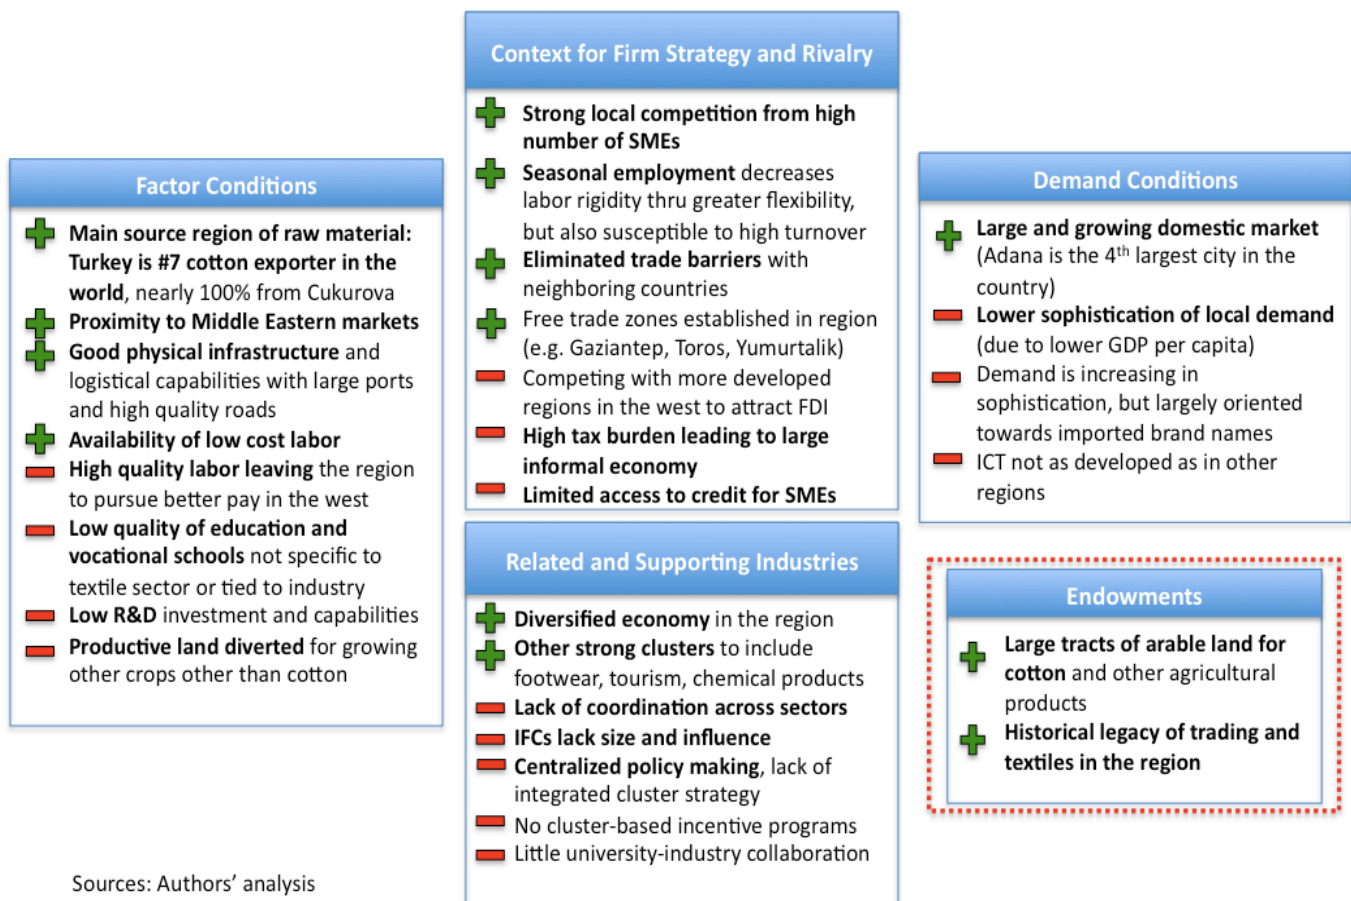 Context for Firm Strategy and Rivalry
Strong local competition from high
number of SMEs
Seasonal employment decreases
labor rigidity thru greater flexibility,
but also susceptible to high turnover
Eliminated trade barriers with
neighboring countries
Free trade zones established in region
(e.g. Gaziantep, Toros, Yumurtalik)
Competing with more developed
regions in the west to attract FDI
High tax burden leading to large
informal economy
Limited access to credit for SMEs
Factor Conditions
Main source region of raw material:
Turkey is #7 cotton exporter in the
world, nearly 100% from Cukurova
Proximity to Middle Eastern markets
Good physical infrastructure and
logistical capabilities with large ports
and high quality roads
Availability of low cost labor
High quality labor leaving the region
to pursue better pay in the west
Low quality of education and
vocational schools not specific to
textile sector or tied to industry
Low R&D investment and capabilities
Productive land diverted for growing
other crops other than cotton
Demand Conditions
Large and growing domestic market
(Adana is the 4th largest city in the
country)
Lower sophistication of local demand
(due to lower GDP per capita)
Demand is increasing in
sophistication, but largely oriented
towards imported brand names
ICT not as developed as in other
regions
Related and Supporting Industries
Diversified economy in the region
Other strong clusters to include
footwear, tourism, chemical products
Lack of coordination across sectors
IFCs lack size and influence
Centralized policy making, lack of
integrated cluster strategy
No cluster-based incentive programs
Little university-industry collaboration
Endowments
Large tracts of arable land for
cotton and other agricultural
products
Historical legacy of trading and
textiles in the region
Sources: Authors' analysis